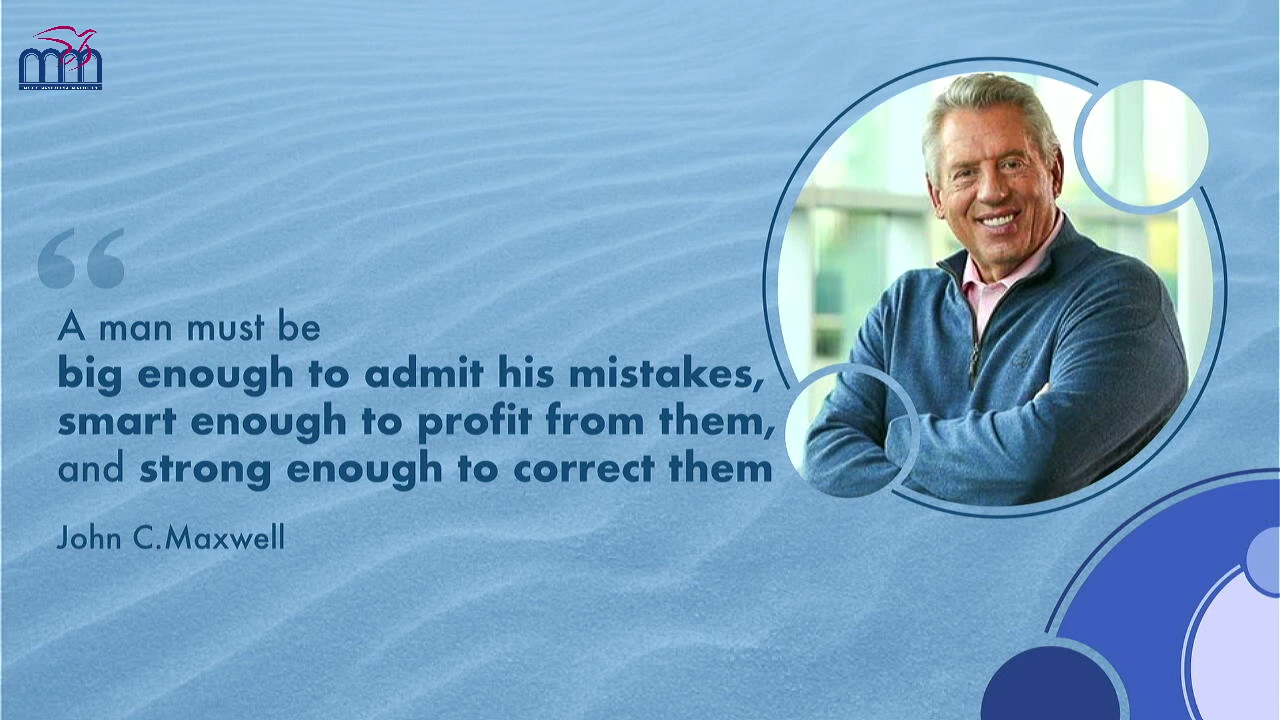 “
A man must be
big enough to admit his mistakes,
smart enough to profit from them,
and strong enough to correct them
John C.Maxwell